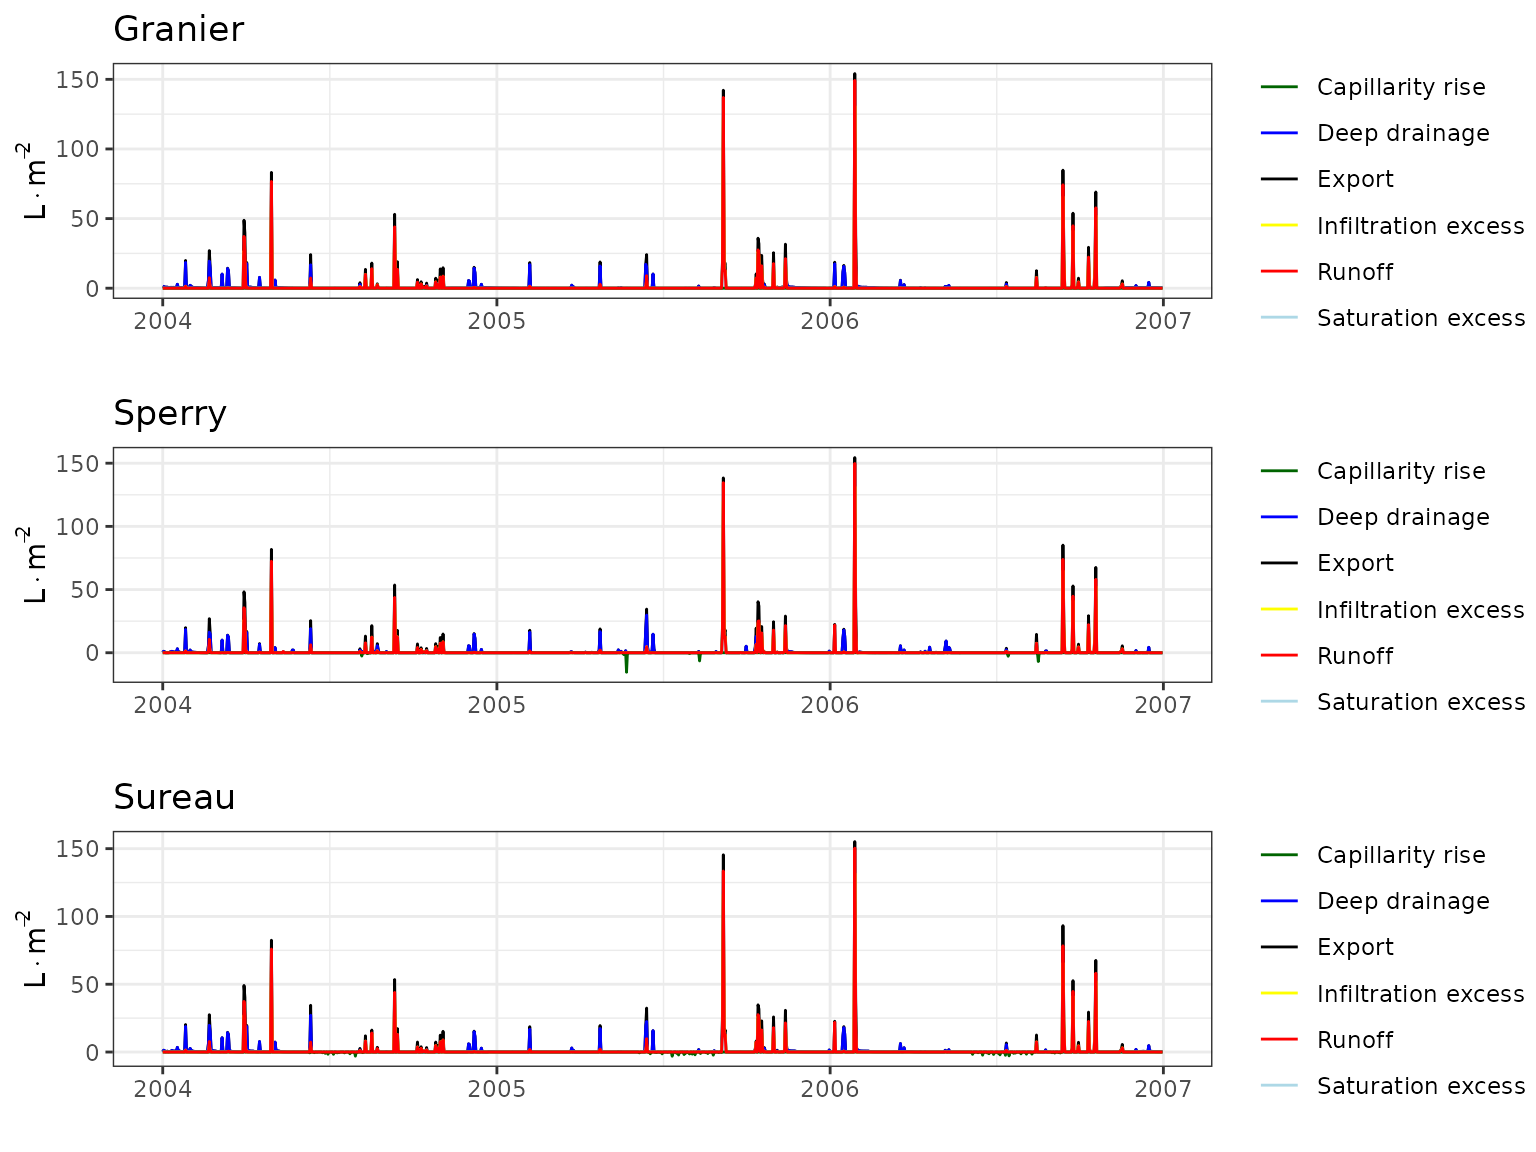 Granier
150
100
50
0
L · m⁻²
2004 2005 2006 2007
Capillarity rise
Deep drainage
Export
Infiltration excess
Runoff
Saturation excess
Sperry
150
100
50
0
L · m⁻²
2004 2005 2006 2007
Capillarity rise
Deep drainage
Export
Infiltration excess
Runoff
Saturation excess
Sureau
150
100
50
0
L · m⁻²
2004 2005 2006 2007
Capillarity rise
Deep drainage
Export
Infiltration excess
Runoff
Saturation excess